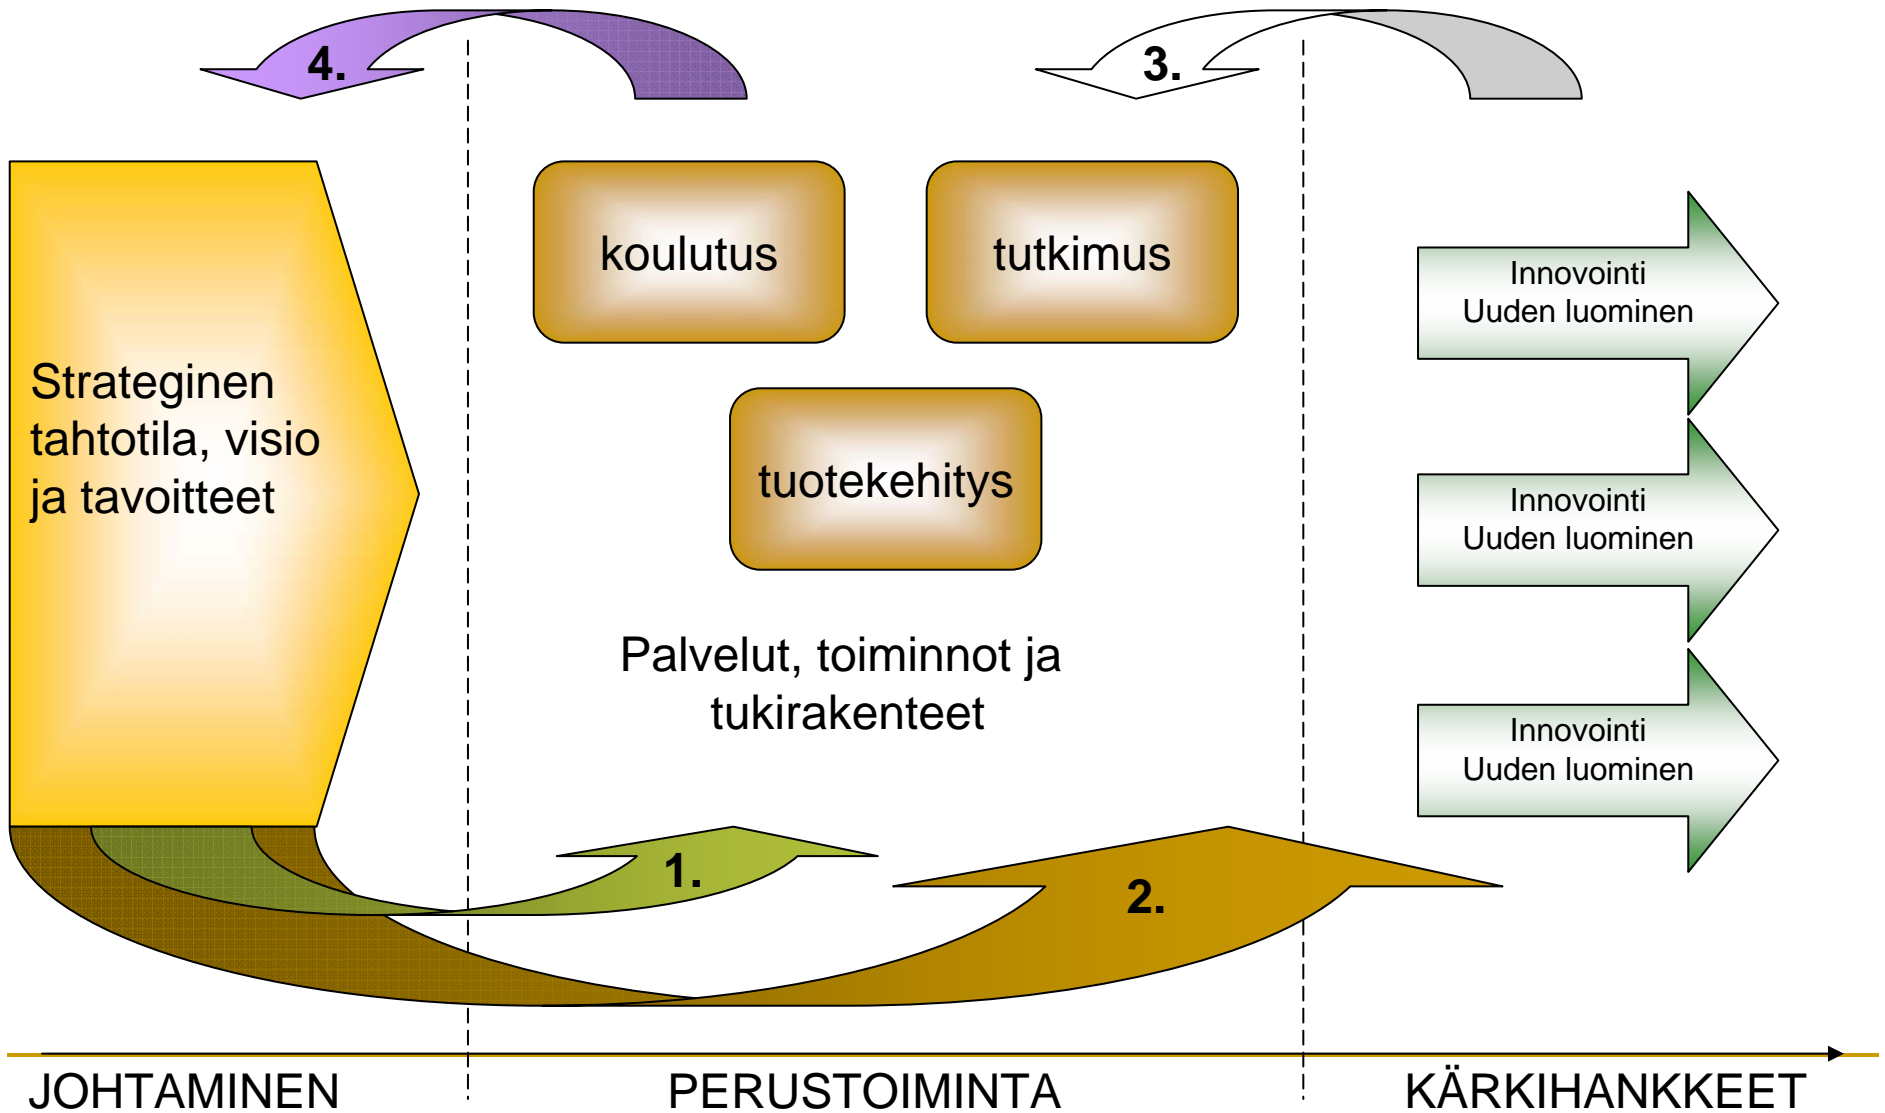 4.
3.
koulutus
tutkimus
Innovointi
Uuden luominen
Strateginen
tahtotila, visio
ja tavoitteet
tuotekehitys
Innovointi
Uuden luominen
Palvelut, toiminnot ja
tukirakenteet
Innovointi
Uuden luominen
1.
2.
JOHTAMINEN
PERUSTOIMINTA
KÄRKIHANKKEET